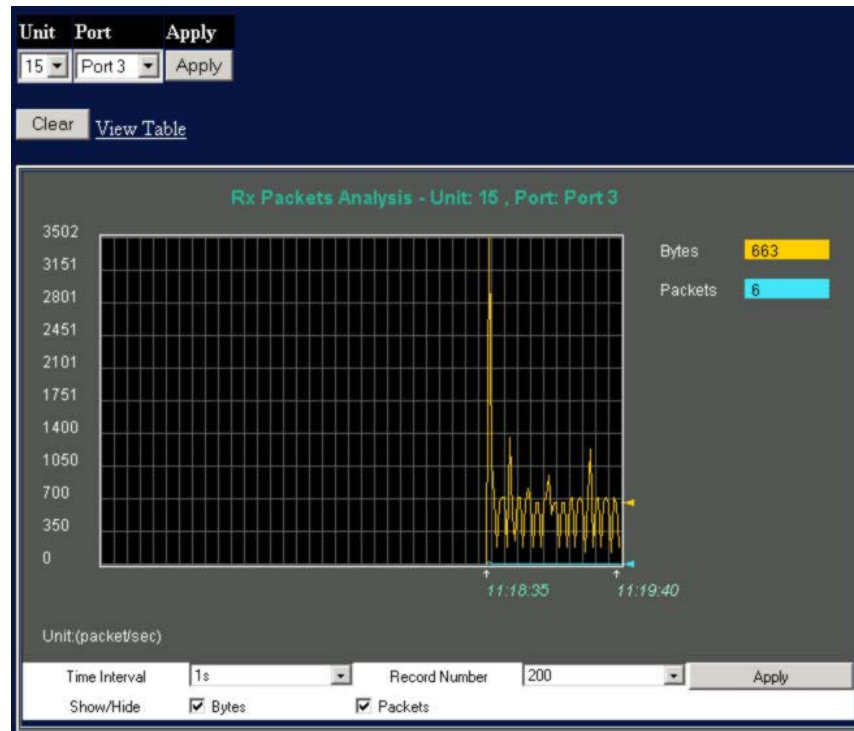 Unit Port Apply
15 Port 3 Apply
Clear View Table
Rx Packets Analysis - Unit: 15 , Port: Port 3
3502
3151
2801
2451
2101
1751
1400
1050
700
350
0
Bytes 663
Packets 6
11:18:35 11:19:40
Unit:(packet/sec)
Time Interval 1s Record Number 200 Apply
Show/Hide Bytes Packets